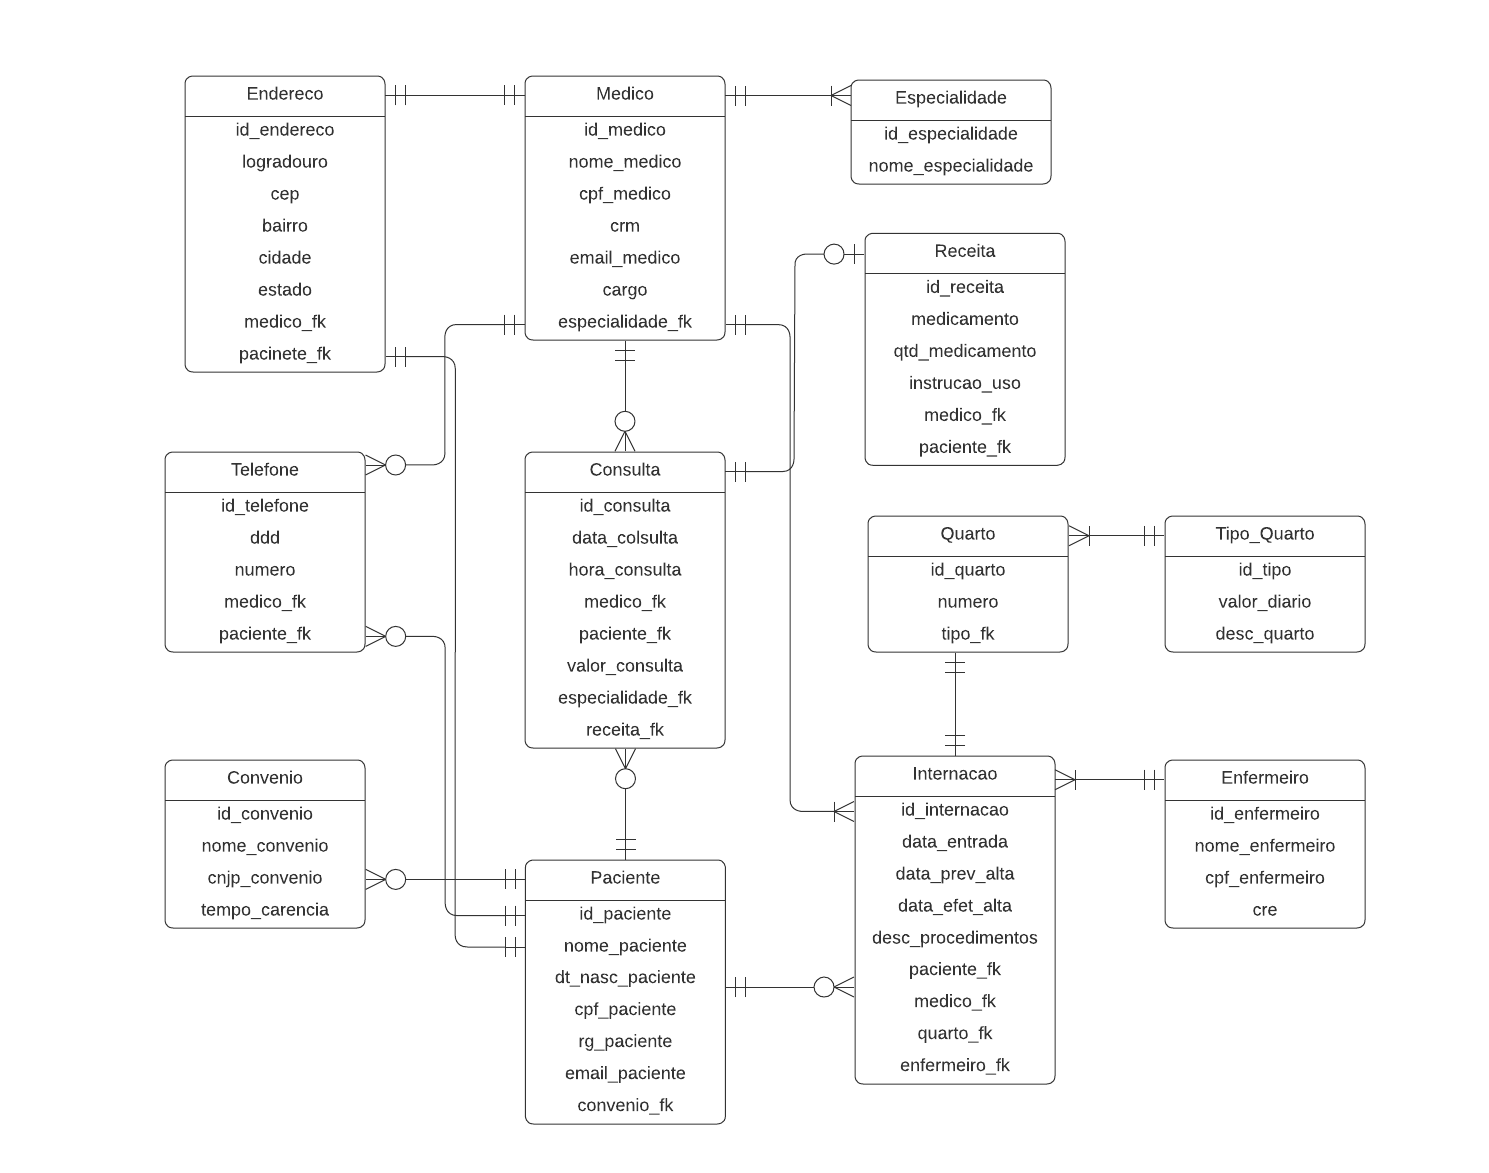 Endereco
id_endereco
logradouro
cep
bairro
cidade
estado
medico_fk
pacinete_fk
Medico
id_medico
nome_medico
cpf_medico
crm
email_medico
cargo
especialidade_fk
Especialidade
id_especialidade
nome_especialidade
Receita
id_receita
medicamento
qtd_medicamento
instrucao_uso
medico_fk
paciente_fk
Telefone
id_telefone
ddd
numero
medico_fk
paciente_fk
Consulta
id_consulta
data_colsulta
hora_consulta
medico_fk
paciente_fk
valor_consulta
especialidade_fk
receita_fk
Quarto
id_quarto
numero
tipo_fk
Tipo_Quarto
id_tipo
valor_diario
desc_quarto
Convenio
id_convenio
nome_convenio
cnjp_convenio
tempo_carencia
Paciente
id_paciente
nome_paciente
dt_nasc_paciente
cpf_paciente
rg_paciente
email_paciente
convenio_fk
Internacao
id_internacao
data_entrada
data_prev_alta
data_efet_alta
desc_procedimentos
paciente_fk
medico_fk
quarto_fk
enfermeiro_fk
Enfermeiro
id_enfermeiro
nome_enfermeiro
cpf_enfermeiro
cre